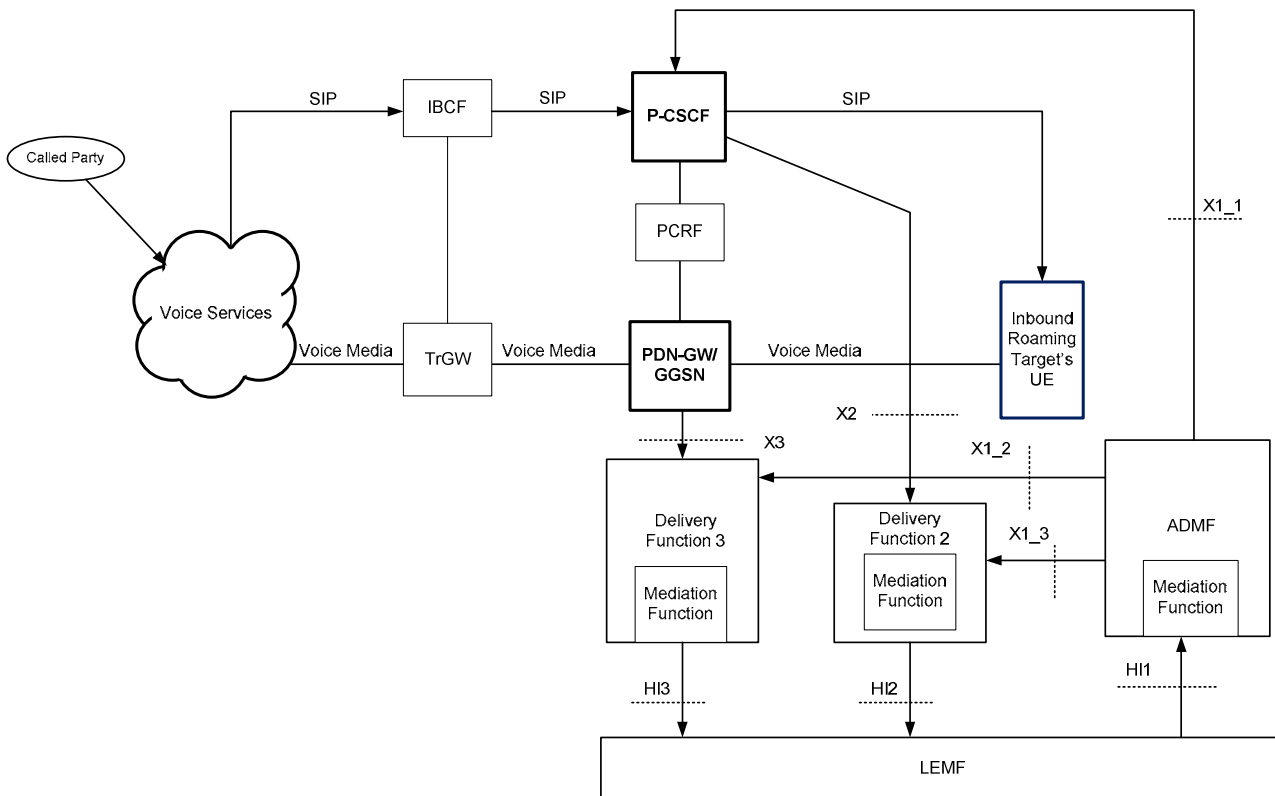 SIP
IBCF
SIP
P-CSCF
SIP
Called Party
X1_1
PCRF
Voice Services
Inbound
Roaming
Target's
UE
Voice Media
TrGW
Voice Media
PDN-GW/
GGSN
Voice Media
X2
X3
X1_2
Delivery
Function 3
Delivery
Function 2
X1_3
ADMF
Mediation
Function
Mediation
Function
Mediation
Function
HI3
HI2
HI1
LEMF